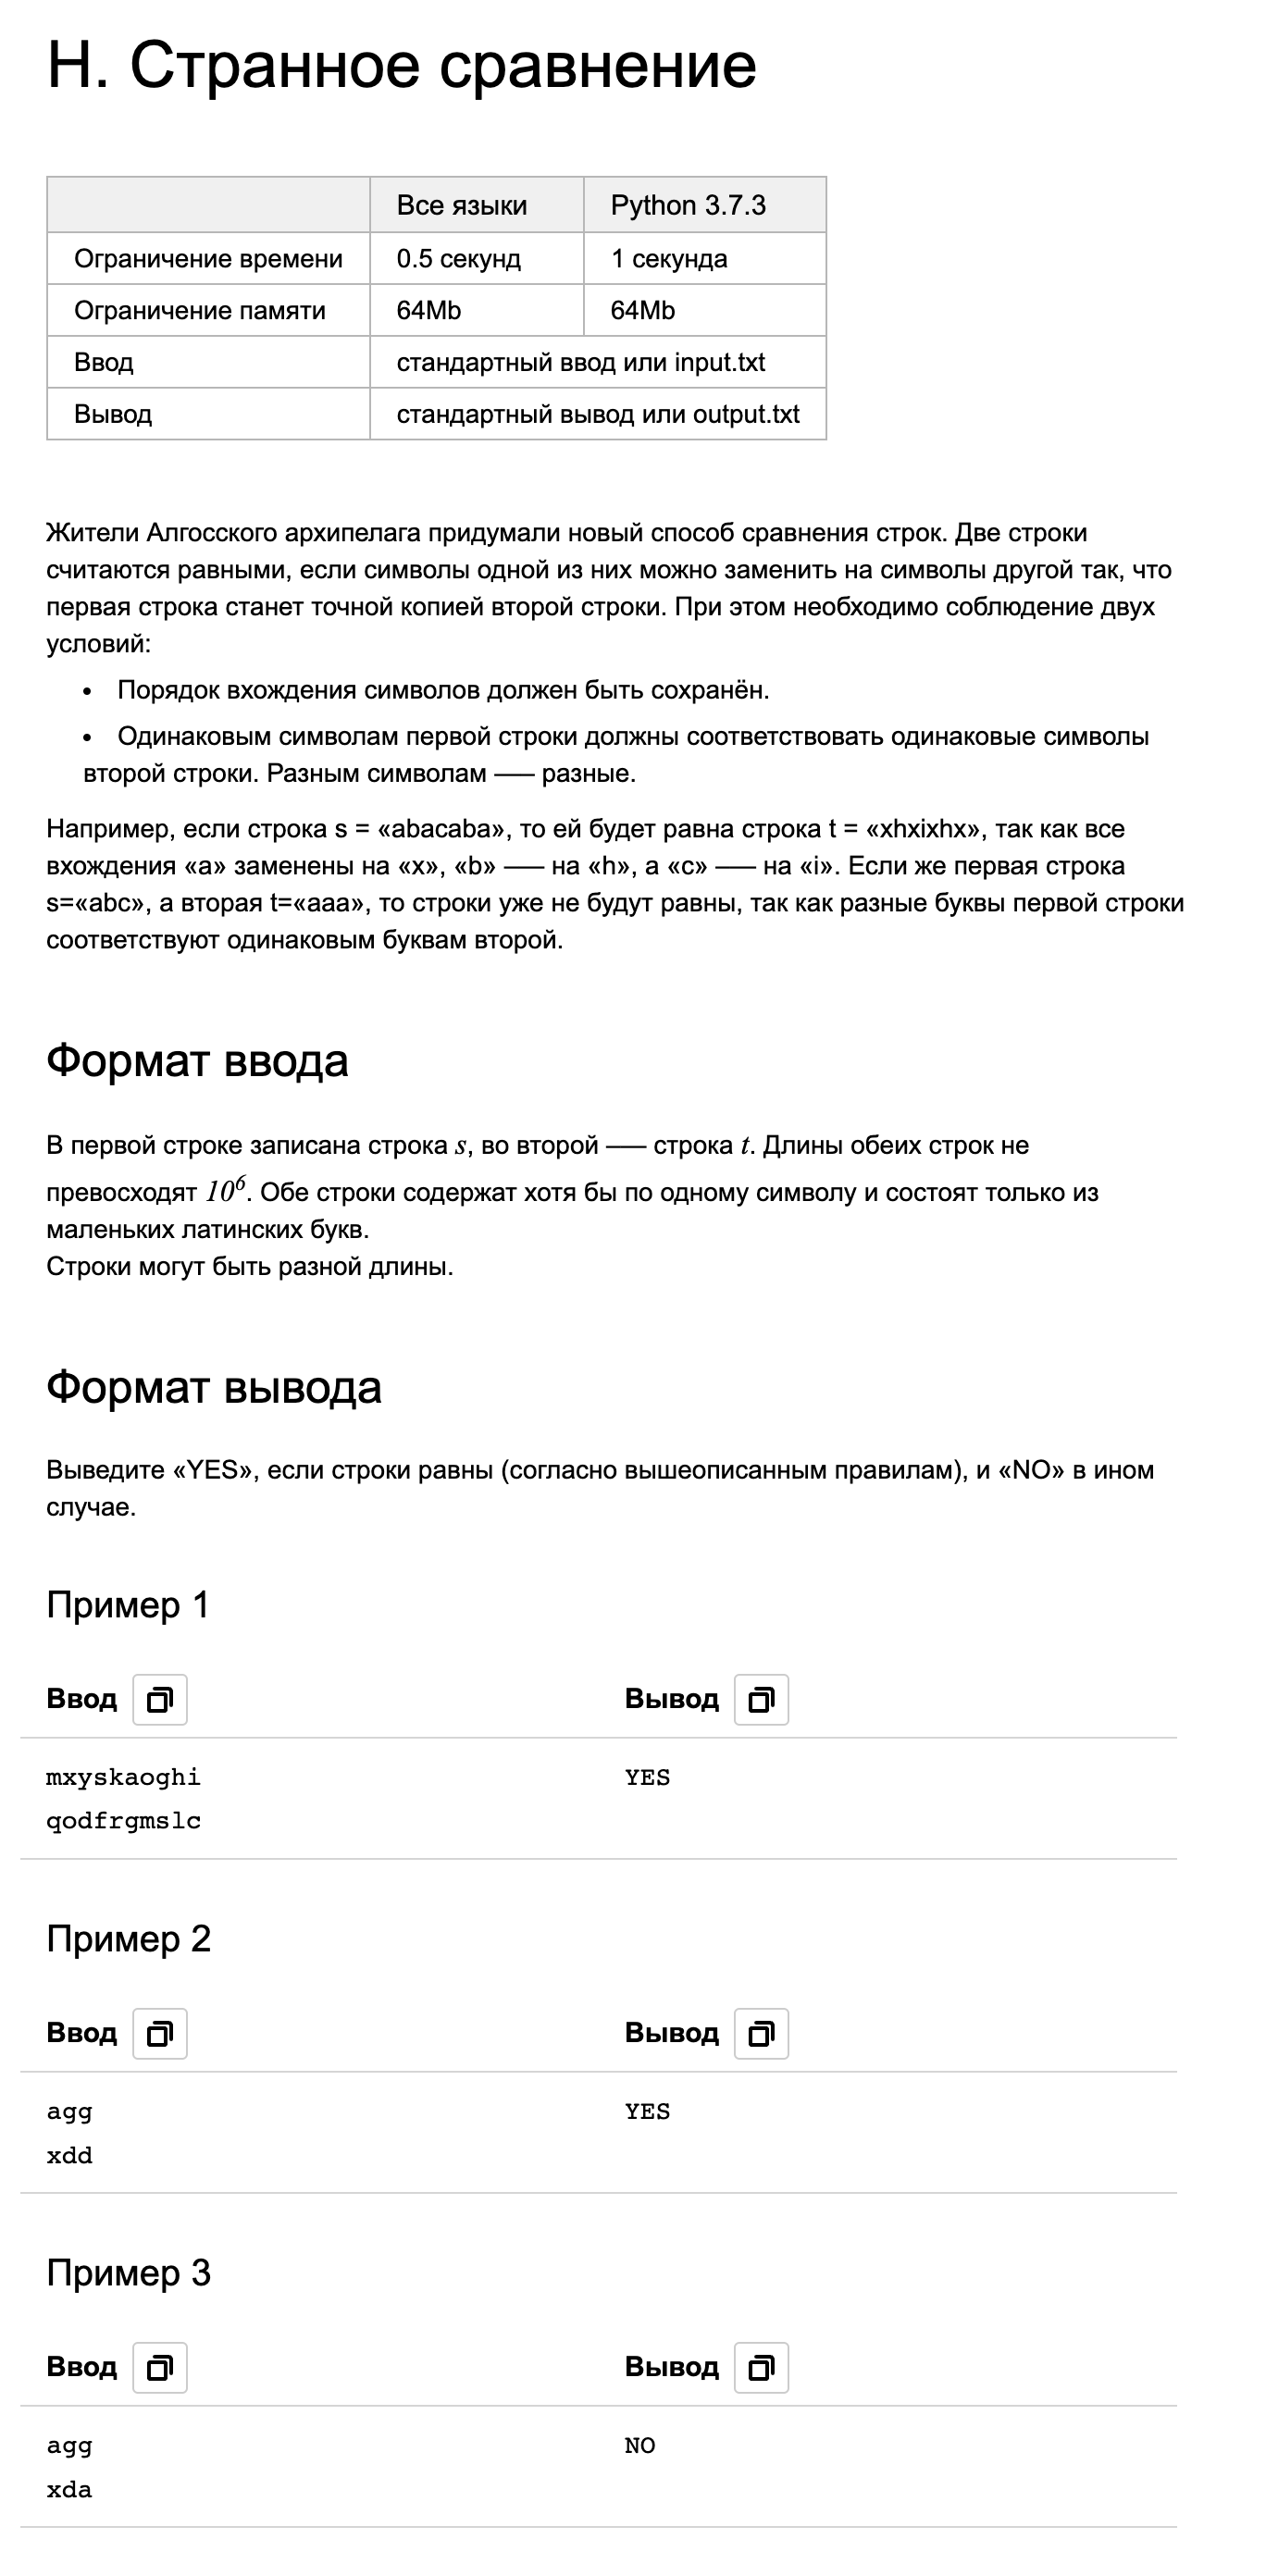 Н. Странное сравнение
Все языки Python 3.7.3
Ограничение времени 0.5 секунд 1 секунда
Ограничение памяти 64Mb 64Mb
Ввод стандартный ввод или input.txt
Вывод стандартный вывод или output.txt
Жители Алгосского архипелага придумали новый способ сравнения строк. Две строки
считаются равными, если символы одной из них можно заменить на символы другой так, что
первая строка станет точной копией второй строки. При этом необходимо соблюдение двух
условий:
• Порядок вхождения символов должен быть сохранён.
• Одинаковым символам первой строки должны соответствовать одинаковые символы
второй строки. Разным символам — разные.
Например, если строка s = «abacaba», то ей будет равна строка t = «xhxixhx», так как все
вхождения «a» заменены на «x», «b» — на «h», а «c» — на «i». Если же первая строка
s=«abc», а вторая t=«aaa», то строки уже не будут равны, так как разные буквы первой строки
соответствуют одинаковым буквам второй.
Формат ввода
В первой строке записана строка s, во второй — строка t. Длины обеих строк не
превосходят 10⁶. Обе строки содержат хотя бы по одному символу и состоят только из
маленьких латинских букв.
Строки могут быть разной длины.
Формат вывода
Выведите «YES», если строки равны (согласно вышеописанным правилам), и «NO» в ином
случае.
Пример 1
Ввод Вывод
mxyskaoghi YES
qodfrgmslc
Пример 2
Ввод Вывод
agg YES
xdd
Пример 3
Ввод Вывод
agg NO
xda